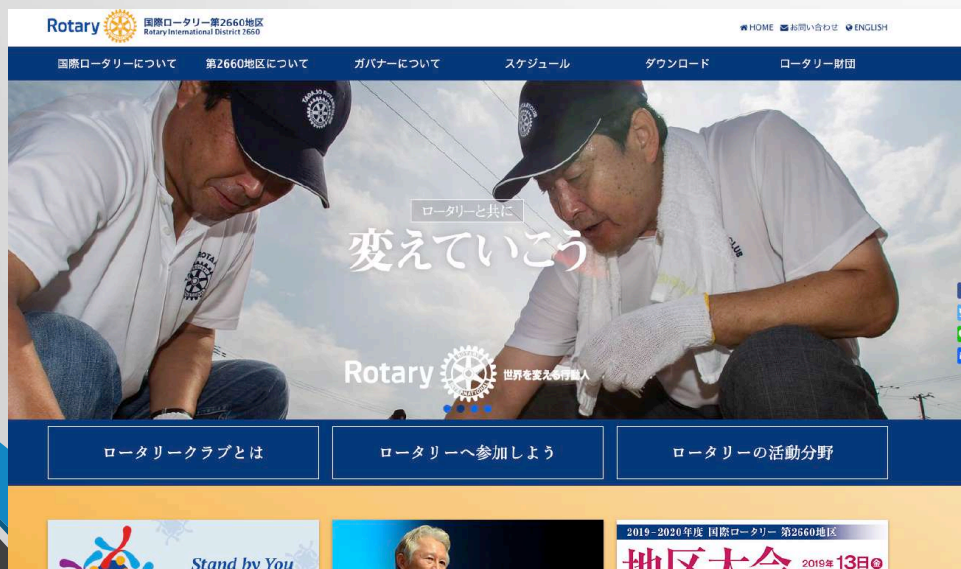 Rotary
国際ロータリー第2660地区
Rotary International District 2660
HOME お問い合わせ ENGLISH
国際ロータリーについて 第2660地区について ガバナーについて スケジュール ダウンロード ロータリー財団
ロータリーと共に
変えていこう
Rotary
世界を変える行動人
ロータリークラブとは ロータリーへ参加しよう ロータリーの活動分野
Stand by You
2019-2020年度 国際ロータリー 第2660地区
地区大会 2019年 13日金